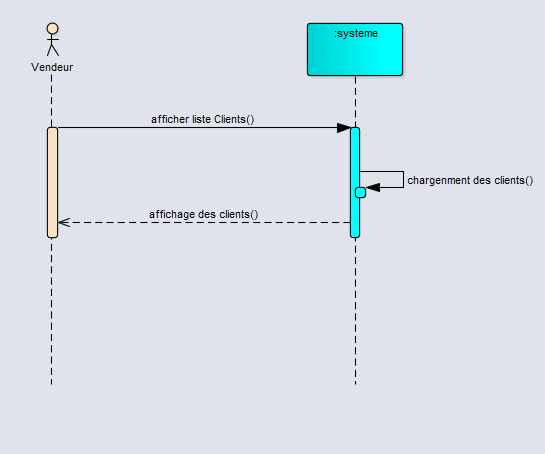 :systeme
Vendeur
afficher liste Clients()
chargenment des clients()
affichage des clients()